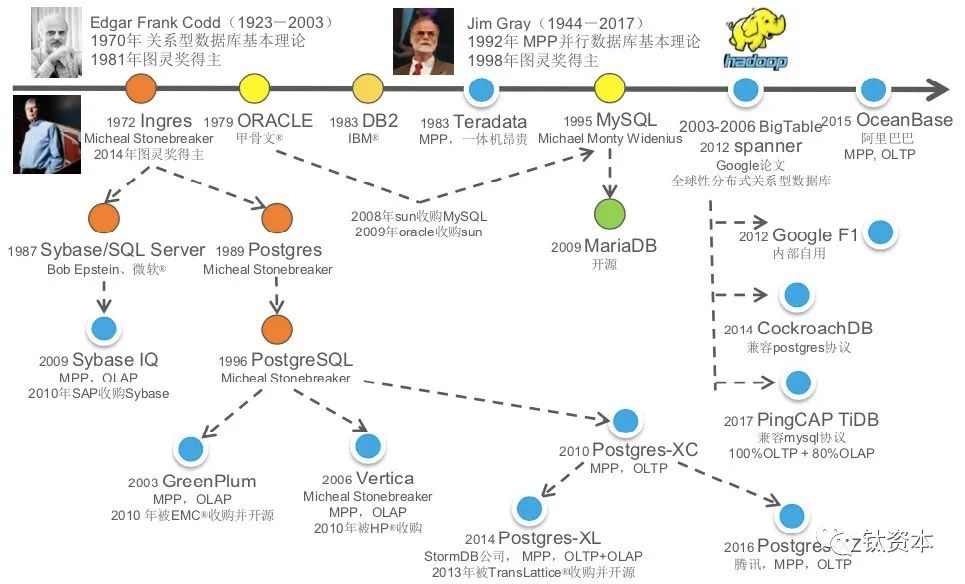 Edgar Frank Codd（1923－2003）
1970年 关系型数据库基本理论
1981年图灵奖得主
Jim Gray（1944－2017）
1992年 MPP并行数据库基本理论
1998年图灵奖得主
hadoop
1972 Ingres
Micheal Stonebreaker
2014年图灵奖得主
1979 ORACLE
甲骨文®
1983 DB2
IBM®
1983 Teradata
MPP，一体机昂贵
1995 MySQL
Michael Monty Widenius
2003-2006 BigTable
2012 spanner
Google论文
全球性分布式关系型数据库
2015 OceanBase
阿里巴巴
MPP, OLTP
2008年sun收购MySQL
2009年oracle收购sun
1987 Sybase/SQL Server
Bob Epstein、微软®
1989 Postgres
Micheal Stonebreaker
2009 MariaDB
开源
2012 Google F1
内部自用
2014 CockroachDB
兼容postgres协议
2009 Sybase IQ
MPP，OLAP
2010年SAP收购Sybase
1996 PostgreSQL
Micheal Stonebreaker
2017 PingCAP TiDB
兼容mysql协议
100%OLTP + 80%OLAP
2003 GreenPlum
MPP，OLAP
2010 年被EMC®收购并开源
2006 Vertica
Micheal Stonebreaker
MPP，OLAP
2010年被HP®收购
2010 Postgres-XC
MPP，OLTP
2014 Postgres-XL
StormDB公司， MPP，OLTP+OLAP
2013年被TransLattice®收购并开源
2016 Postgres-
腾讯，MPP，OLTP
钛资本